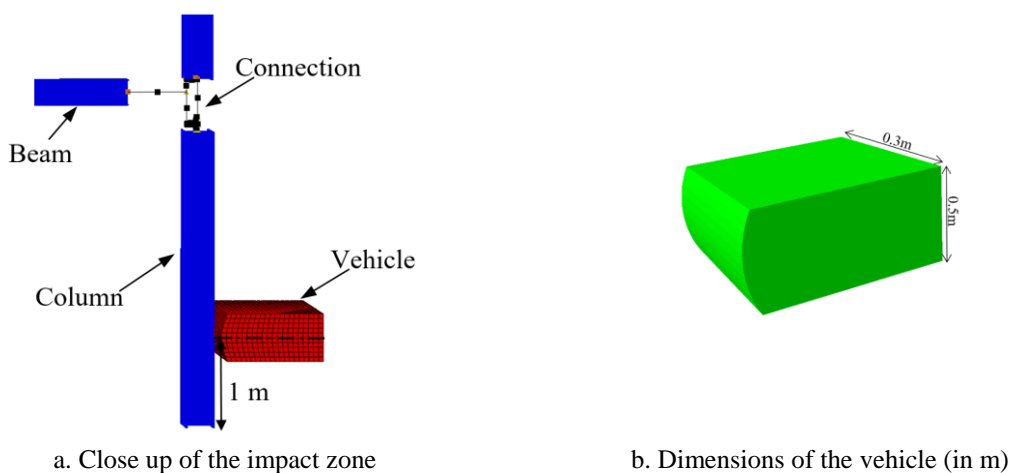 Connection
Beam
Vehicle
Column
1 m
0.3m
0.5m
a. Close up of the impact zone
b. Dimensions of the vehicle (in m)